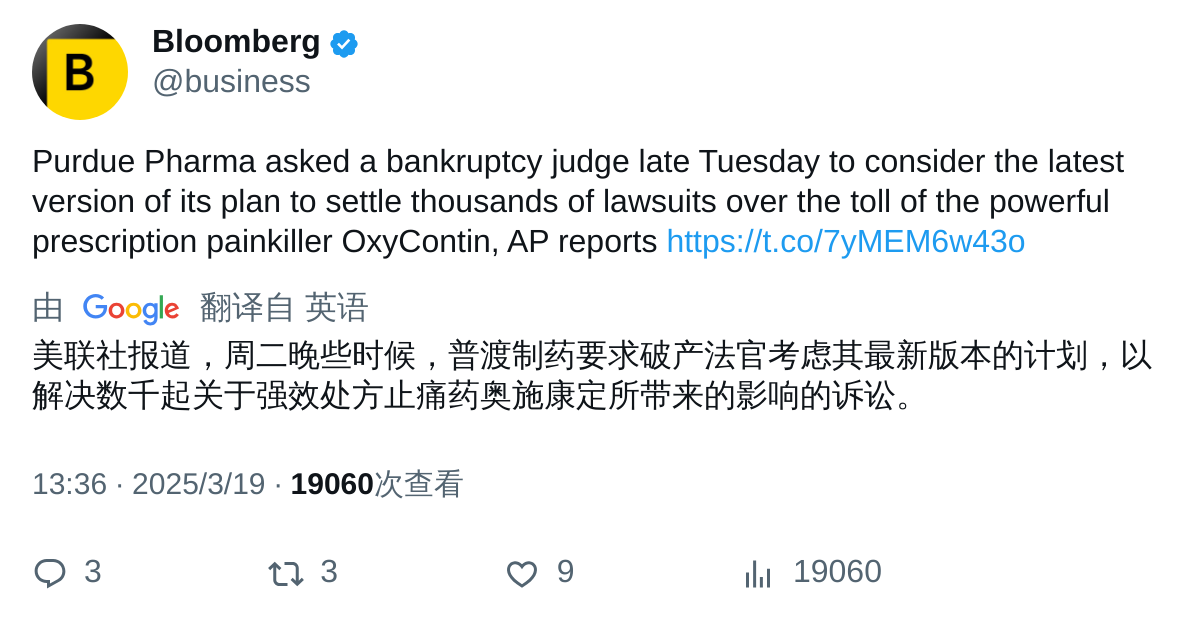 B
Bloomberg
@business
Purdue Pharma asked a bankruptcy judge late Tuesday to consider the latest
version of its plan to settle thousands of lawsuits over the toll of the powerful
prescription painkiller OxyContin, AP reports https://t.co/7yMEM6w43o
由 Google 翻译自 英语
美联社报道，周二晚些时候，普渡制药要求破产法官考虑其最新版本的计划，以
解决数千起关于强效处方止痛药奥施康定所带来的影响的诉讼。
13:36 · 2025/3/19 · 19060次查看
3 3 9 19060